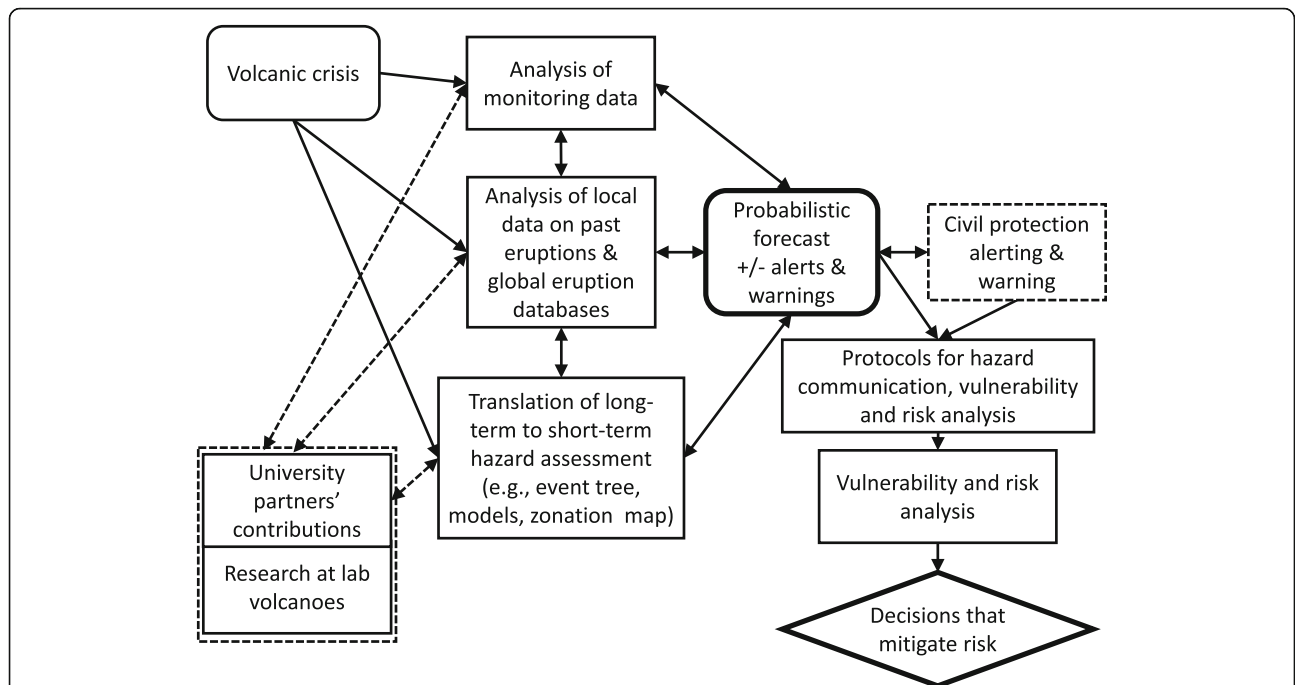 Volcanic crisis
Analysis of
monitoring data
Analysis of local
data on past
eruptions &
global eruption
databases
Probabilistic
forecast
+/- alerts &
warnings
Civil protection
alerting &
warning
Protocols for hazard
communication, vulnerability
and risk analysis
Translation of long-
term to short-term
hazard assessment
(e.g., event tree,
models, zonation map)
University
partners’
contributions
Research at lab
volcanoes
Vulnerability and risk
analysis
Decisions that
mitigate risk